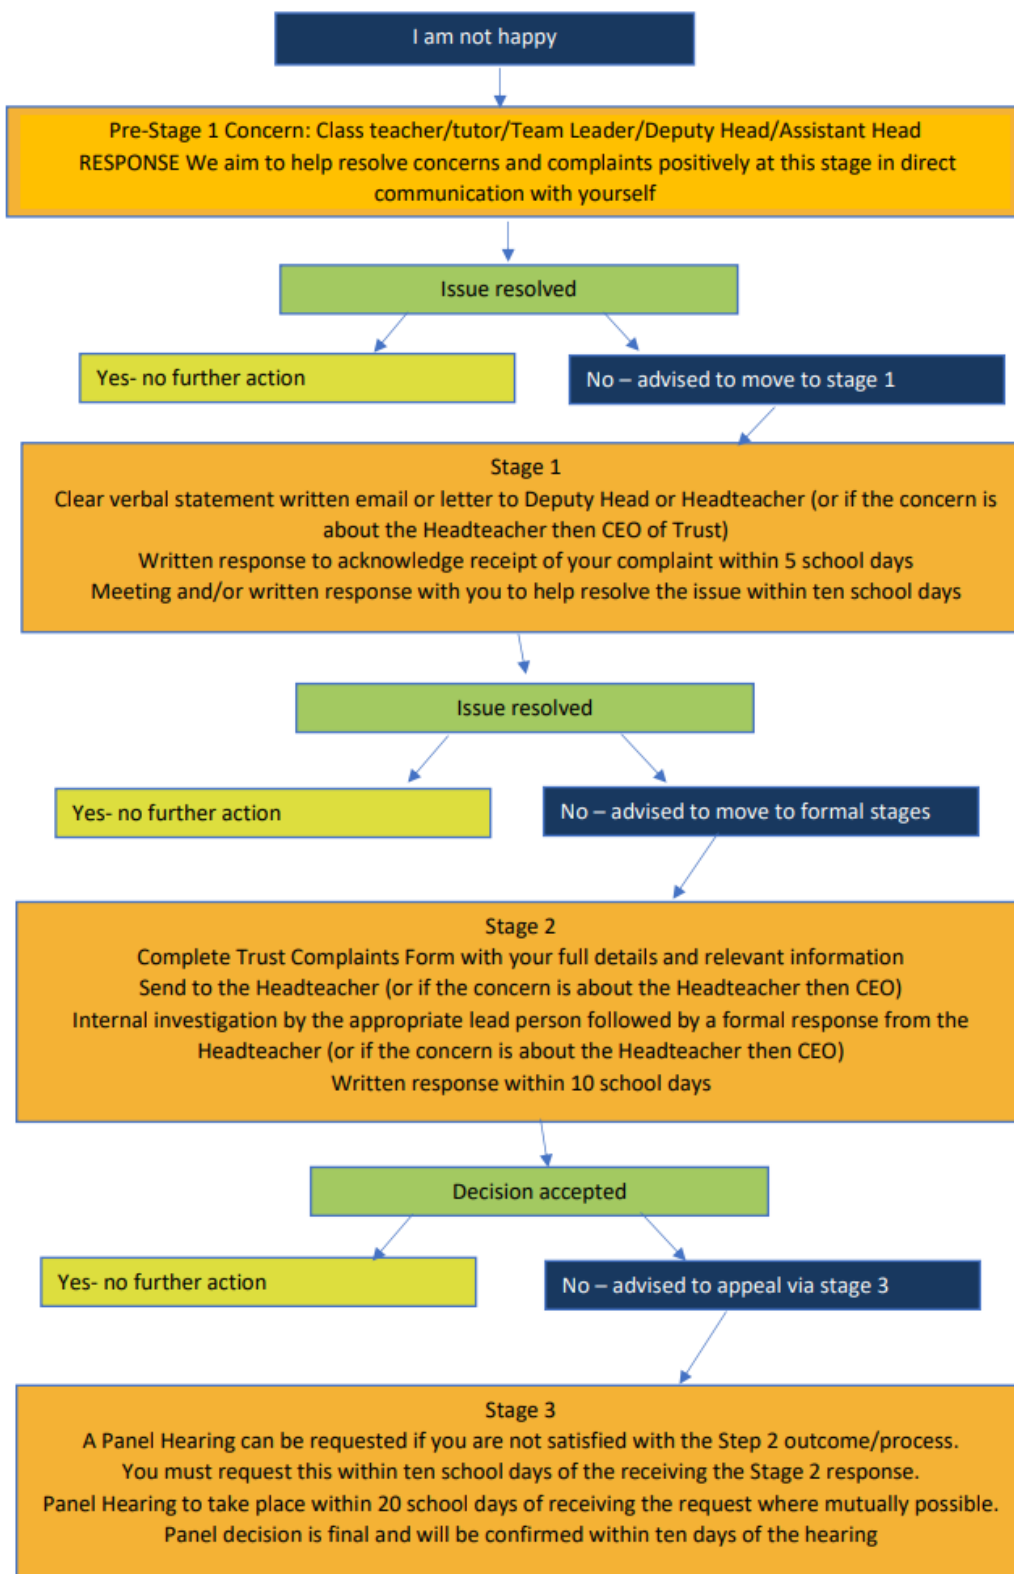 I am not happy
Pre-Stage 1 Concern: Class teacher/tutor/Team Leader/Deputy Head/Assistant Head
RESPONSE We aim to help resolve concerns and complaints positively at this stage in direct
communication with yourself
Issue resolved
Yes- no further action
No – advised to move to stage 1
Stage 1
Clear verbal statement written email or letter to Deputy Head or Headteacher (or if the concern is
about the Headteacher then CEO of Trust)
Written response to acknowledge receipt of your complaint within 5 school days
Meeting and/or written response with you to help resolve the issue within ten school days
Issue resolved
Yes- no further action
No – advised to move to formal stages
Stage 2
Complete Trust Complaints Form with your full details and relevant information
Send to the Headteacher (or if the concern is about the Headteacher then CEO)
Internal investigation by the appropriate lead person followed by a formal response from the
Headteacher (or if the concern is about the Headteacher then CEO)
Written response within 10 school days
Decision accepted
Yes- no further action
No – advised to appeal via stage 3
Stage 3
A Panel Hearing can be requested if you are not satisfied with the Step 2 outcome/process.
You must request this within ten school days of the receiving the Stage 2 response.
Panel Hearing to take place within 20 school days of receiving the request where mutually possible.
Panel decision is final and will be confirmed within ten days of the hearing